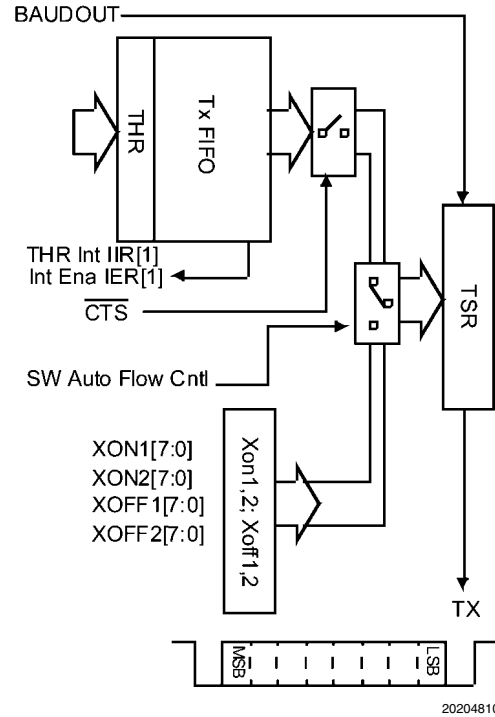 BAUDOUT
THR
Tx FIFO
THR Int IIR[1]
Int Ena IER[1]
CTS
TSR
SW Auto Flow Cntl
XON1[7:0]
XON2[7:0]
XOFF1[7:0]
XOFF2[7:0]
Xon1,2; Xoff1,2
TX
MSB
LSB
20204810